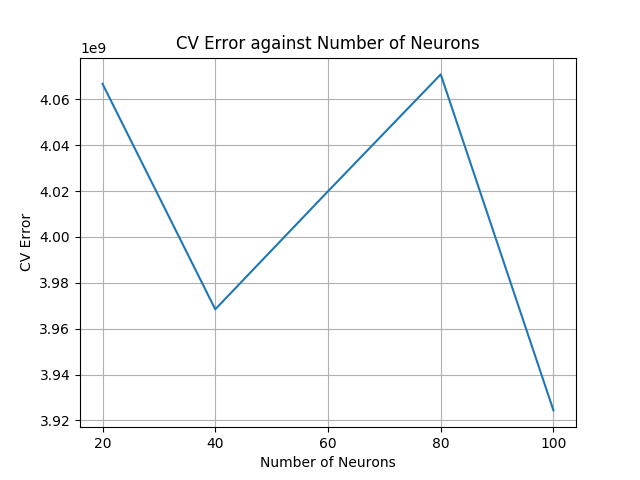 CV Error against Number of Neurons
1e9
4.06
4.04
4.02
4.00
3.98
3.96
3.94
3.92
CV Error
20 40 60 80 100
Number of Neurons